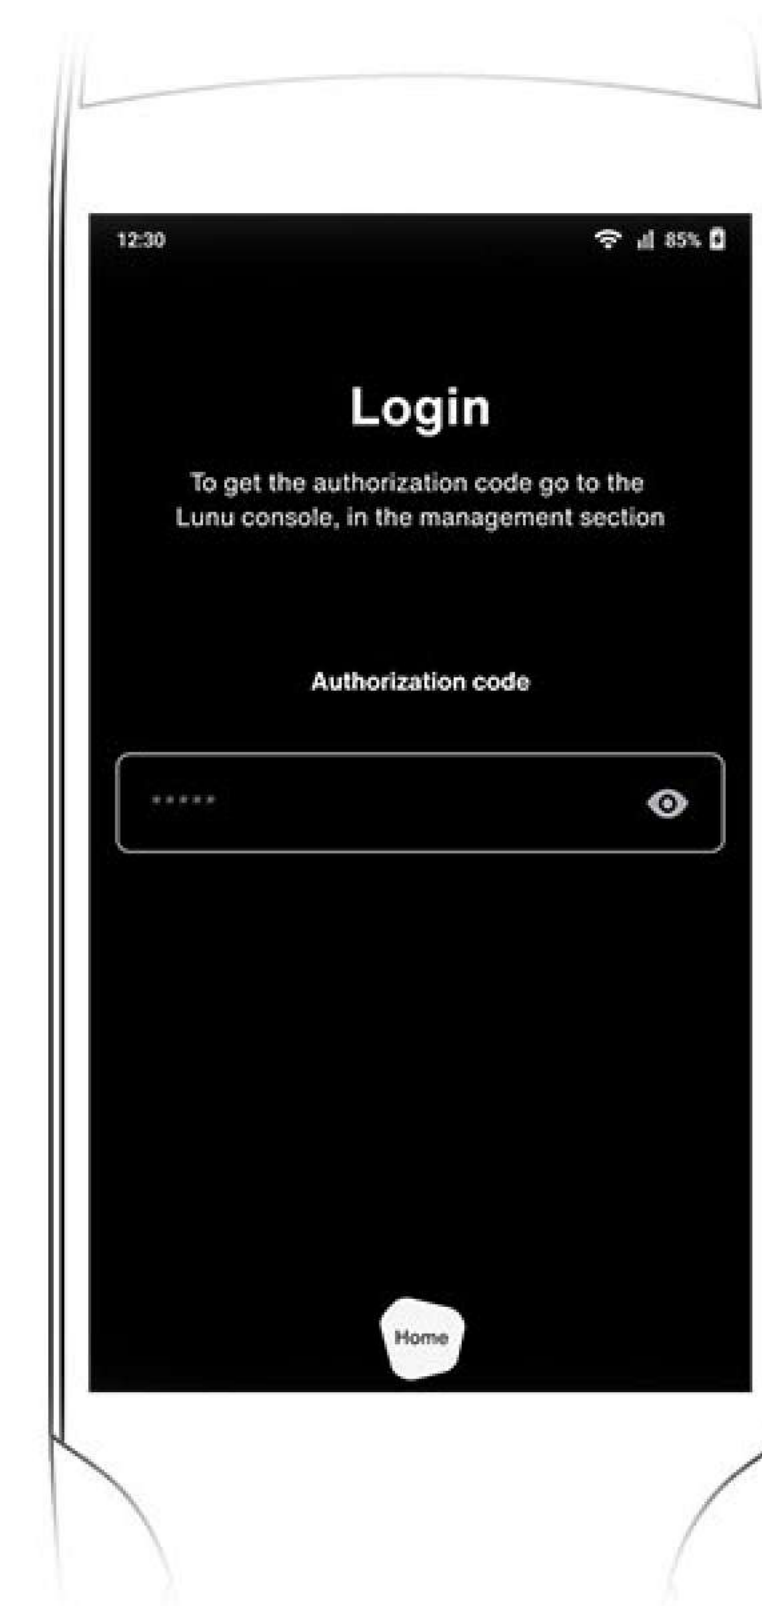 12:30 85%
Login
To get the authorization code go to the
Lunu console, in the management section
Authorization code
*****
Home